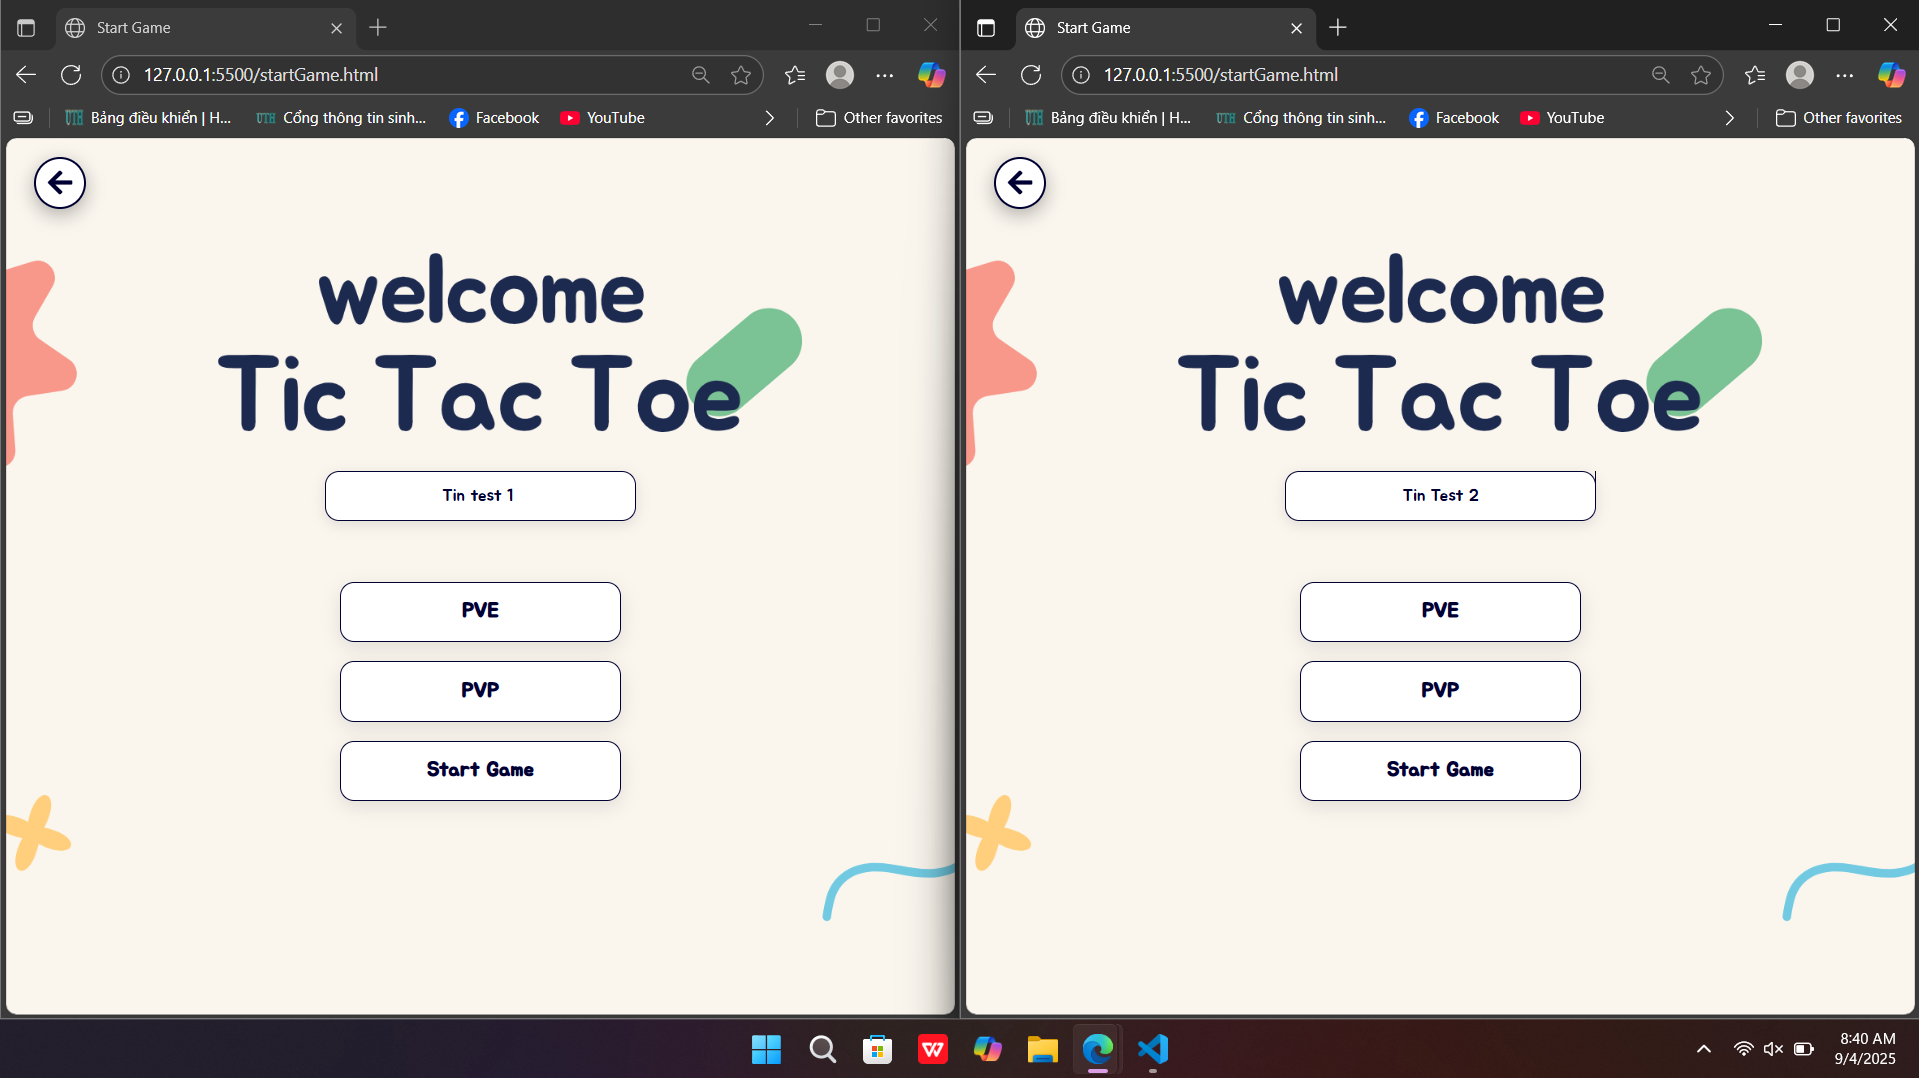 Start Game
127.0.0.1:5500/startGame.html
Bảng điều khiển | H...
Cổng thông tin sinh...
Facebook
YouTube
Other favorites
welcome
Tic Tac Toe
Tin test 1
PVE
PVP
Start Game
Start Game
127.0.0.1:5500/startGame.html
Bảng điều khiển | H...
Cổng thông tin sinh...
Facebook
YouTube
Other favorites
welcome
Tic Tac Toe
Tin Test 2
PVE
PVP
Start Game
8:40 AM
9/4/2025